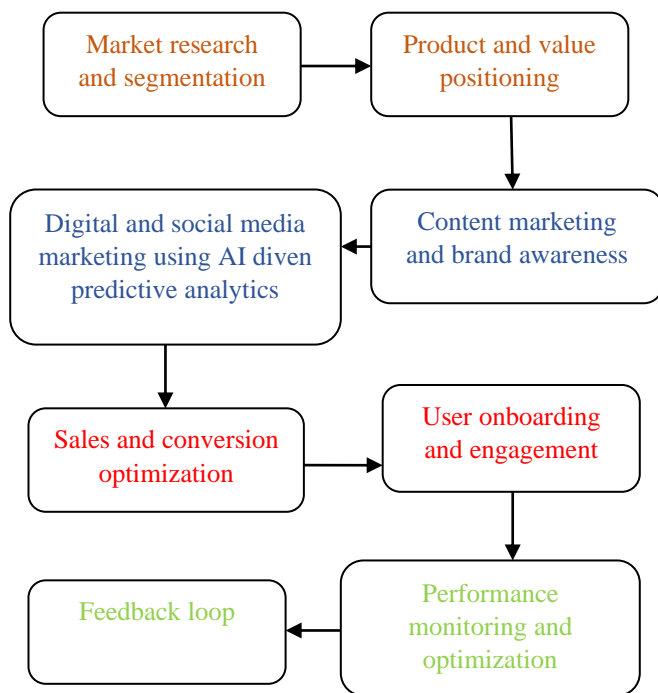 Market research
and segmentation
Product and value
positioning
Content marketing
and brand awareness
Digital and social media
marketing using AI diven
predictive analytics
Sales and conversion
optimization
User onboarding
and engagement
Performance
monitoring and
optimization
Feedback loop